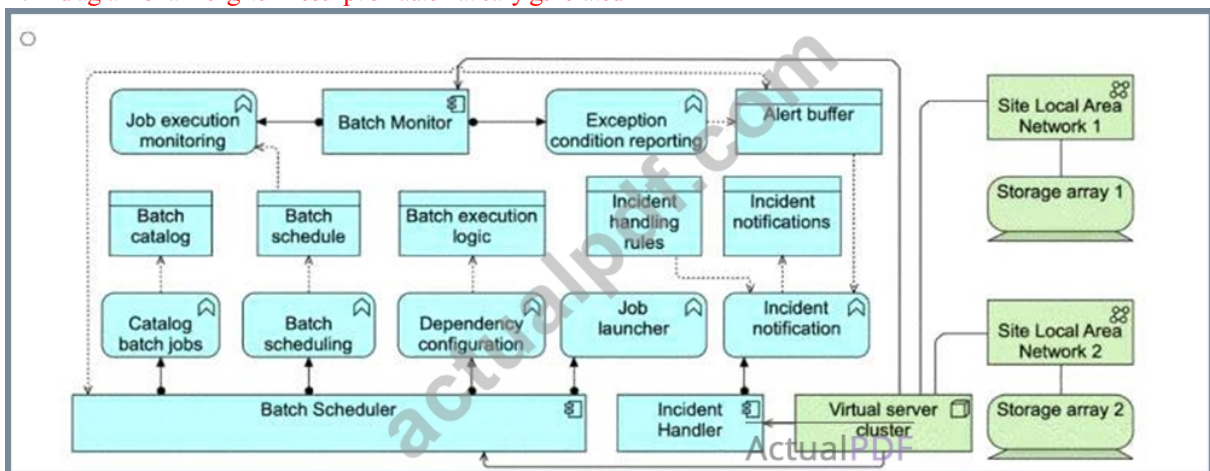 Job execution
monitoring
Batch Monitor
Exception
condition reporting
Alert buffer
Site Local Area
Network 1
Storage array 1
Batch
catalog
Batch
schedule
Batch execution
logic
Incident
handling
rules
Incident
notifications
Catalog
batch jobs
Batch
scheduling
Dependency
configuration
Job
launcher
Incident
notification
Site Local Area
Network 2
Storage array 2
Batch Scheduler
Incident
Handler
Virtual server
cluster
actualpdf.com
ActualPDF